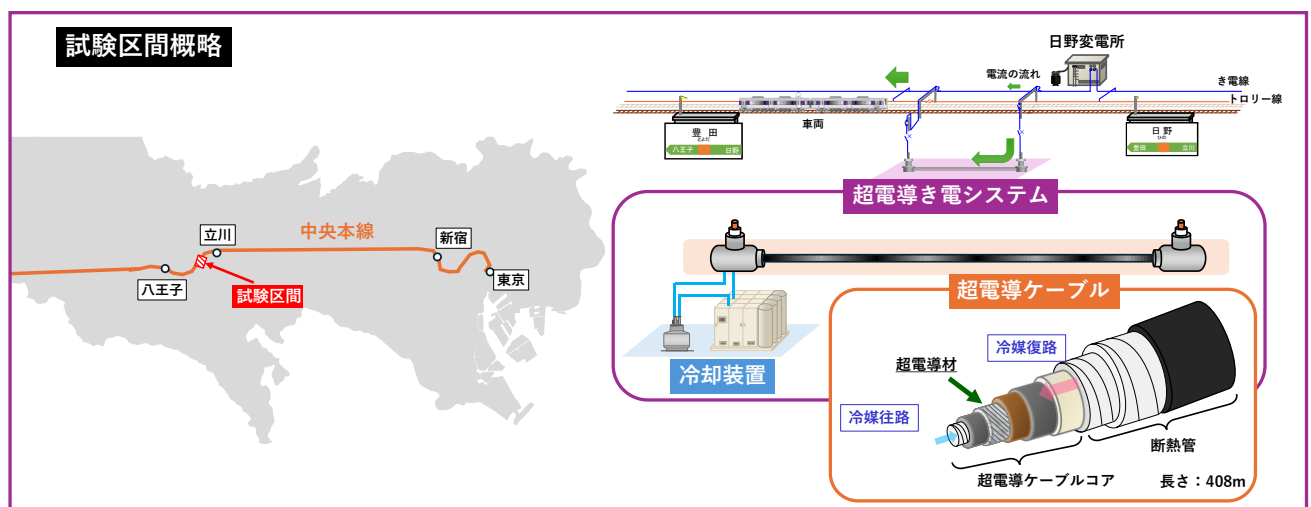 試験区間概略
中央本線
立川
新宿
東京
八王子
試験区間
日野変電所
電流の流れ
き電線
トロリー線
車両
豊田
とよだ
八王子 日野
日野
ひの
豊田 立川
超電導き電システム
冷却装置
超電導ケーブル
冷媒復路
超電導材
冷媒往路
断熱管
超電導ケーブルコア
長さ：408m